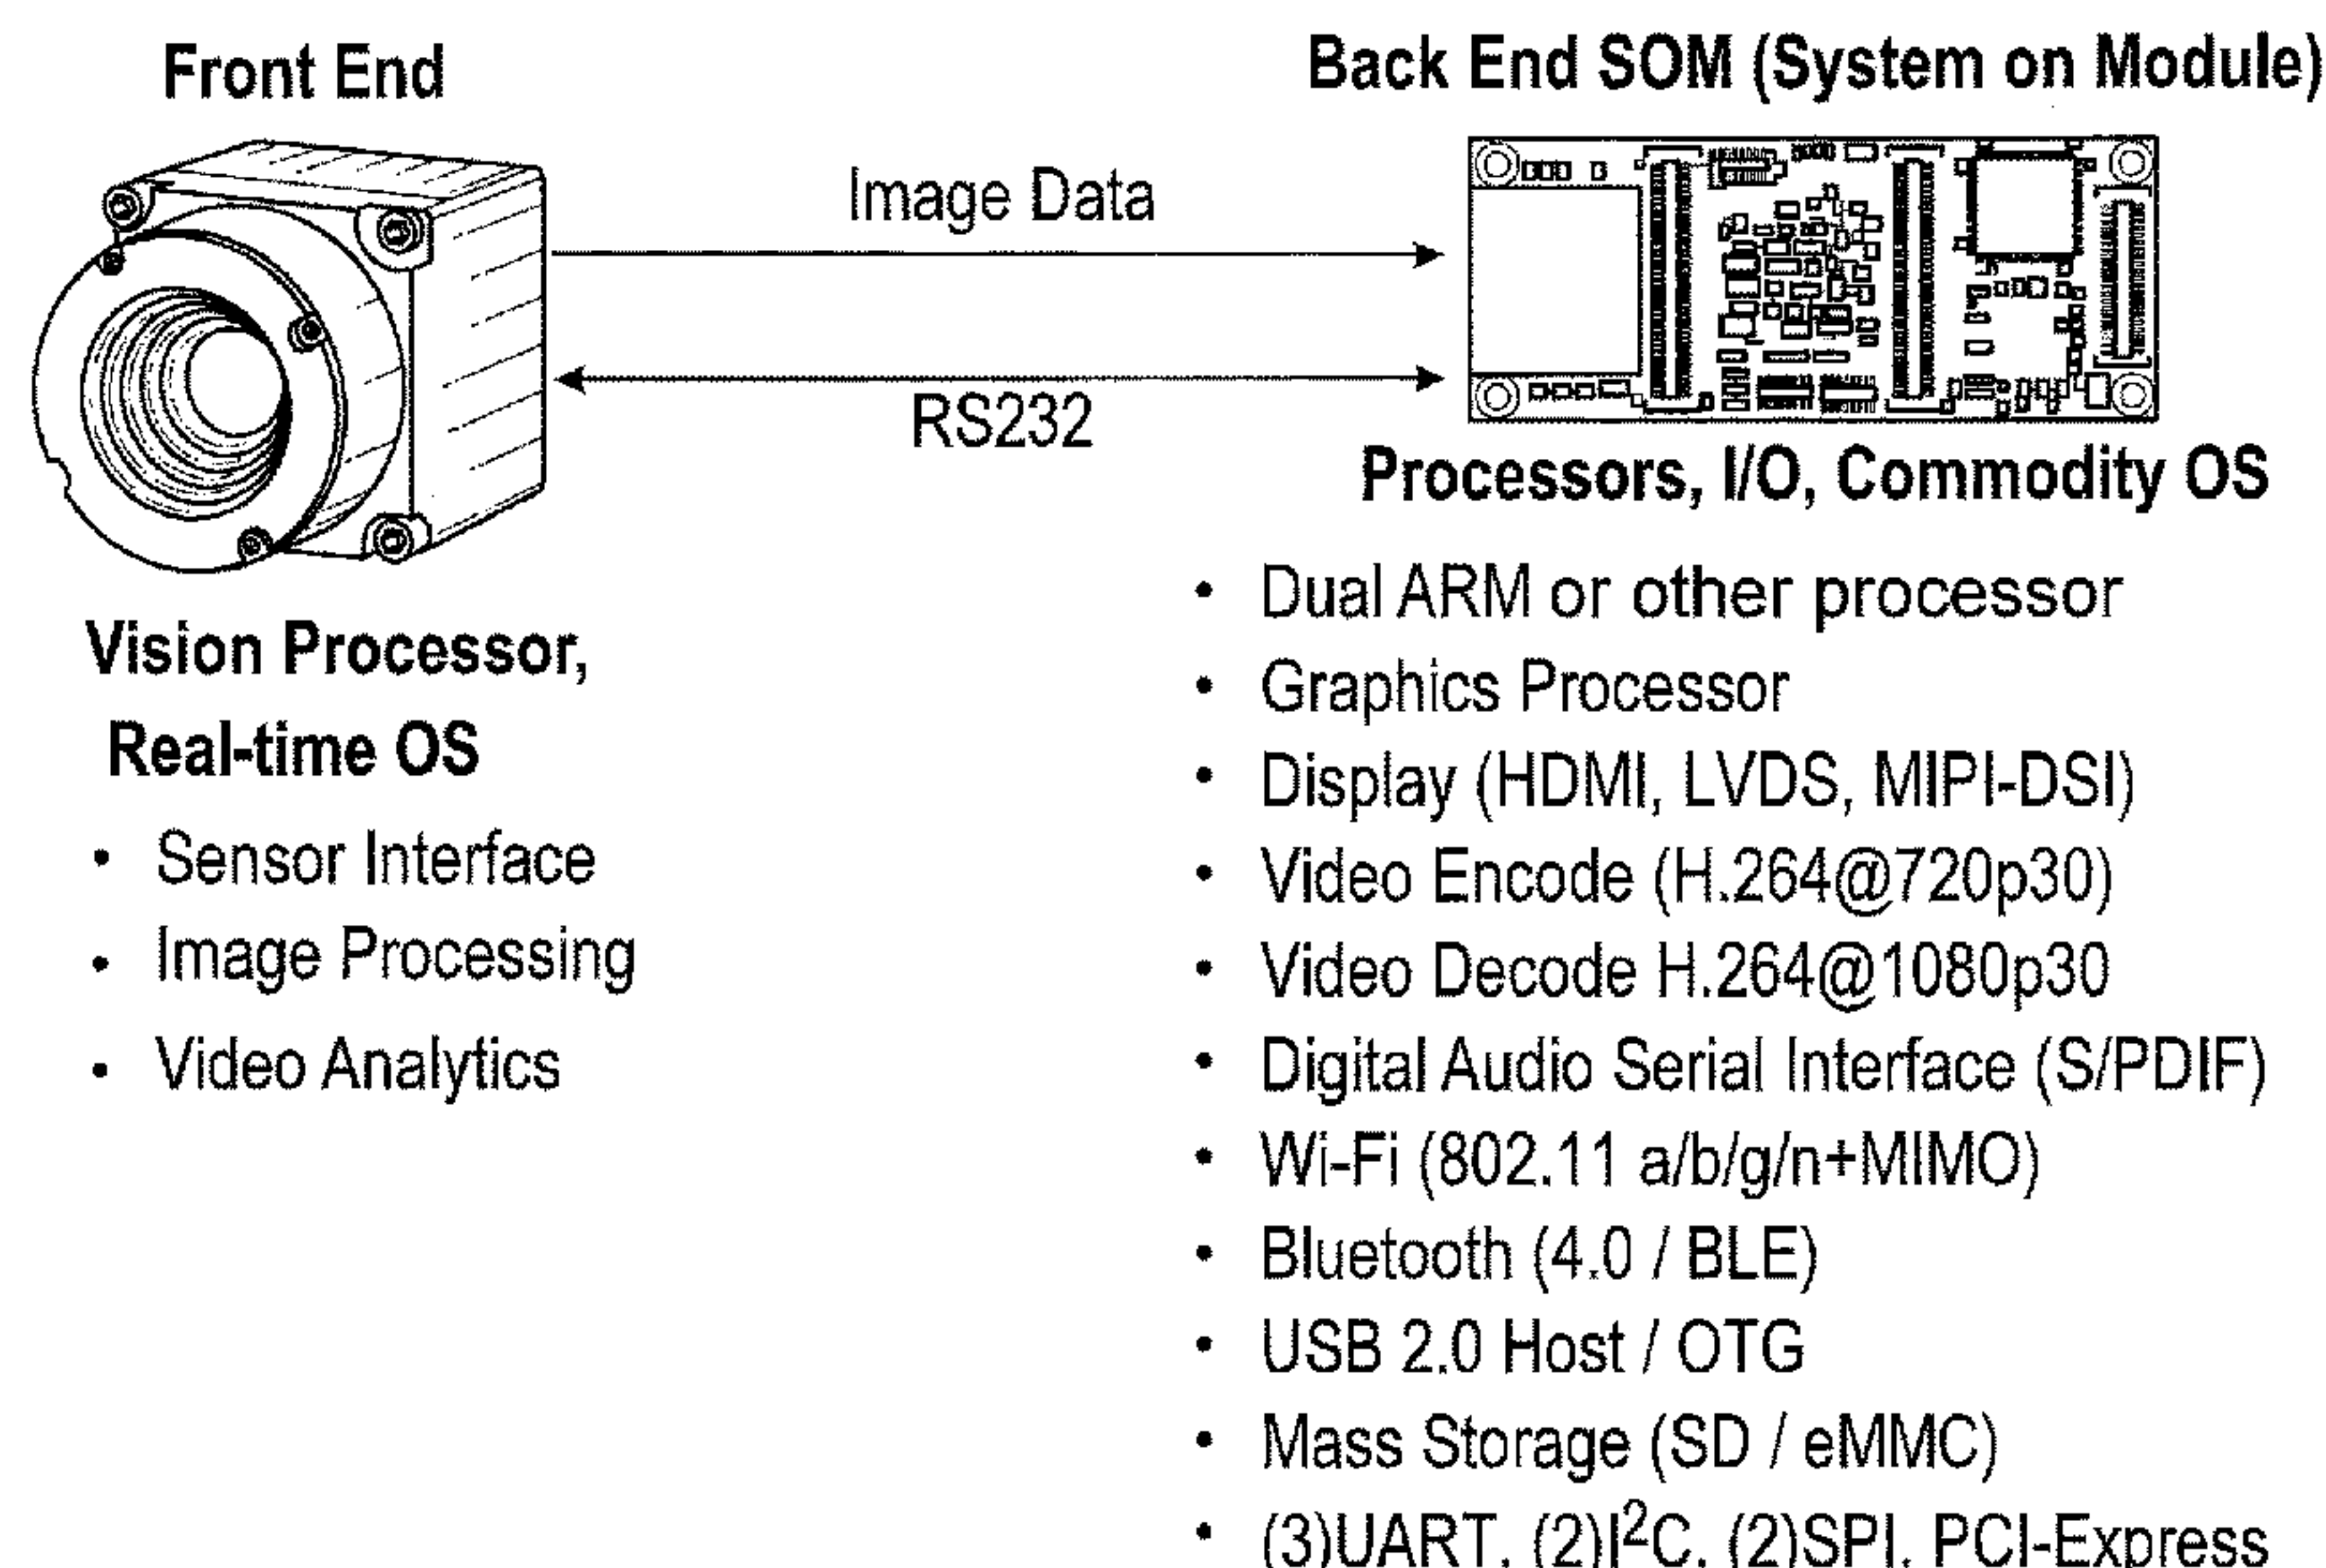 Front End
Back End SOM (System on Module)
Image Data
RS232
Vision Processor,
Real-time OS
• Sensor Interface
• Image Processing
• Video Analytics
Processors, I/O, Commodity OS
• Dual ARM or other processor
• Graphics Processor
• Display (HDMI, LVDS, MIPI-DSI)
• Video Encode (H.264@720p30)
• Video Decode H.264@1080p30
• Digital Audio Serial Interface (S/PDIF)
• Wi-Fi (802.11 a/b/g/n+MIMO)
• Bluetooth (4.0 / BLE)
• USB 2.0 Host / OTG
• Mass Storage (SD / eMMC)
• (3)UART, (2)I²C, (2)SPI, PCI-Express